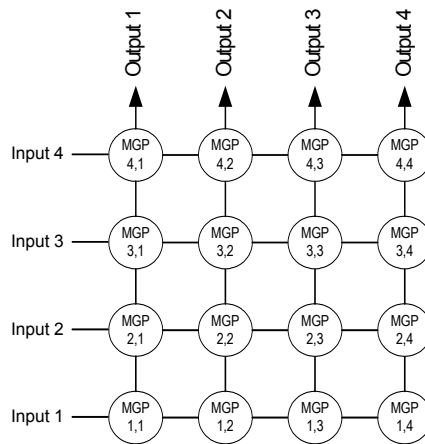 Output 1
Output 2
Output 3
Output 4
Input 4
MGP
4,1
MGP
4,2
MGP
4,3
MGP
4,4
Input 3
MGP
3,1
MGP
3,2
MGP
3,3
MGP
3,4
Input 2
MGP
2,1
MGP
2,2
MGP
2,3
MGP
2,4
Input 1
MGP
1,1
MGP
1,2
MGP
1,3
MGP
1,4